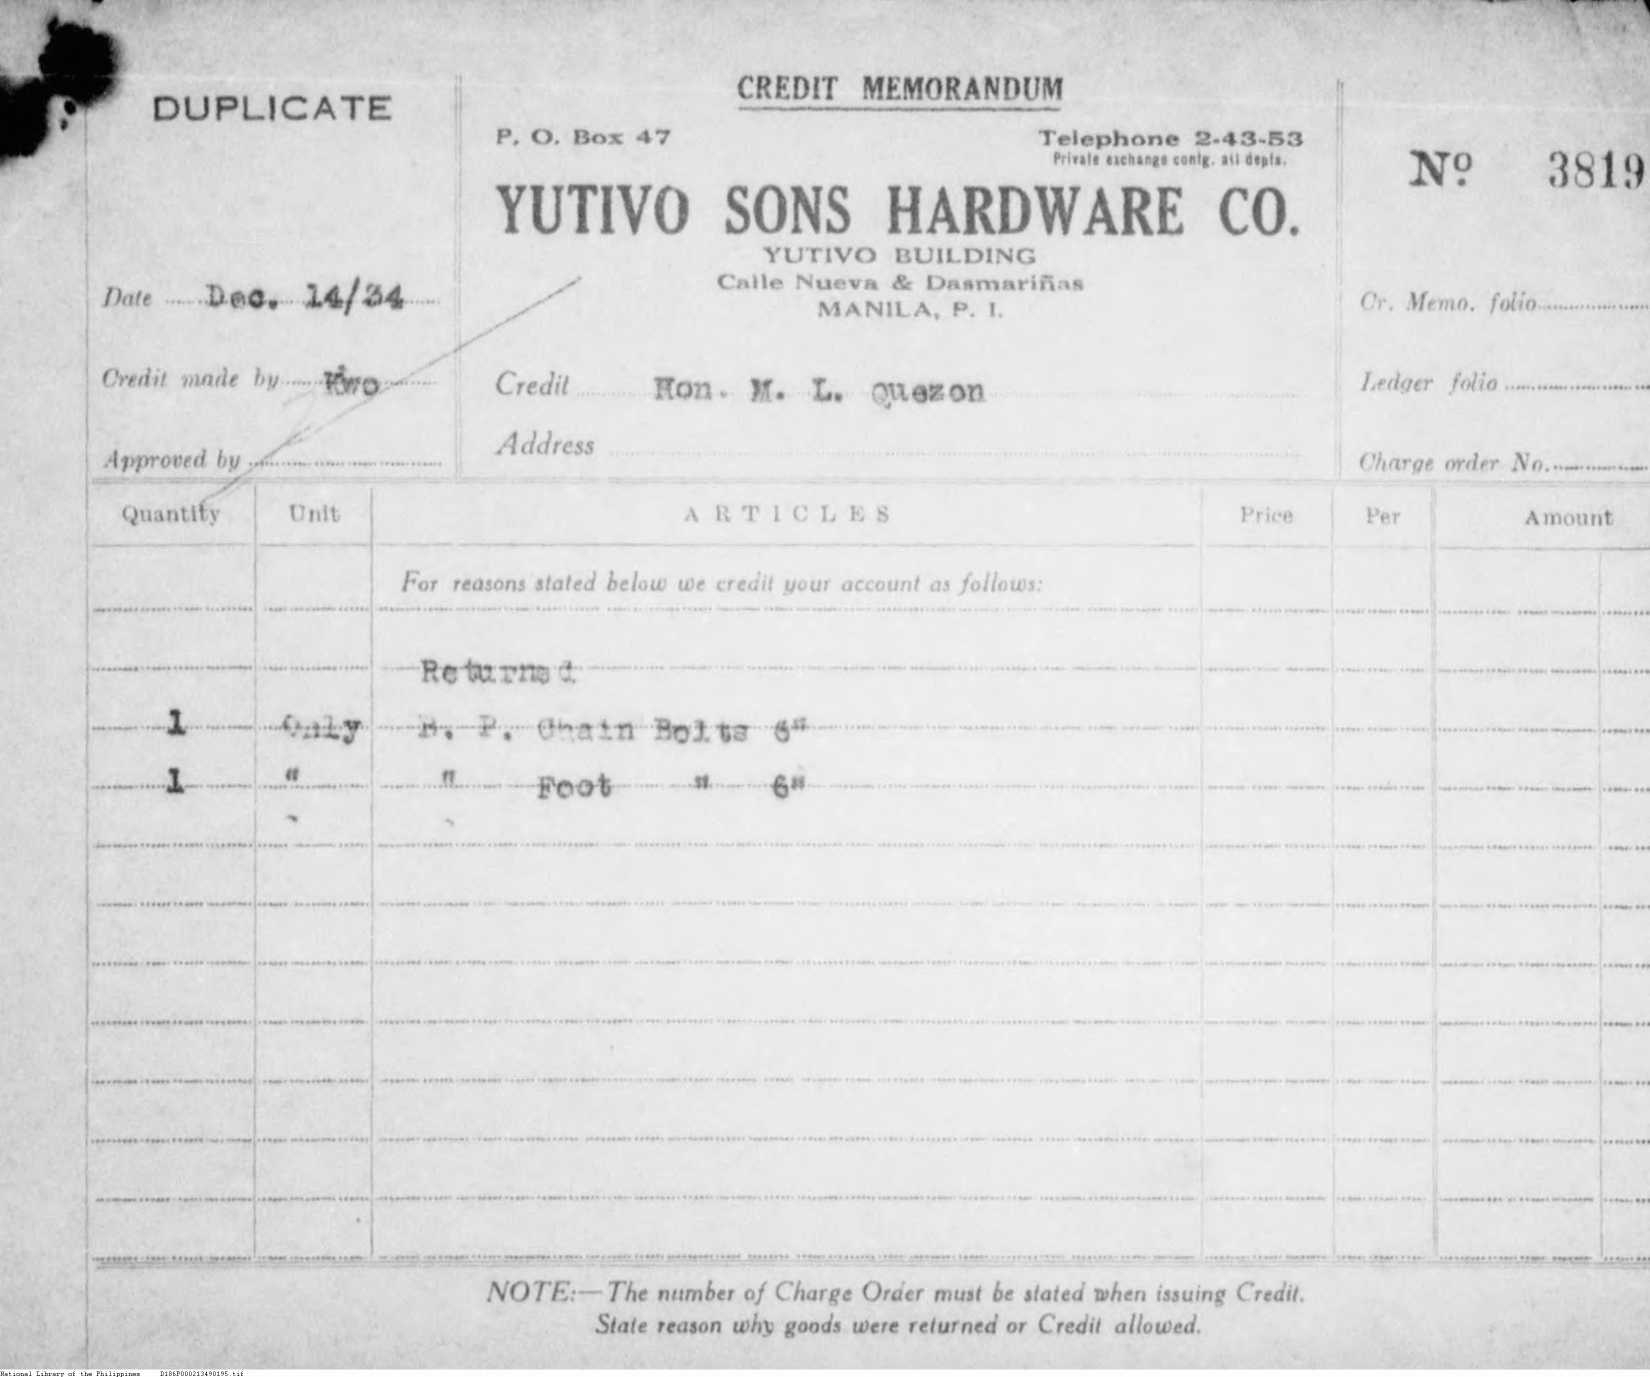 DUPLICATE
CREDIT MEMORANDUM
P. O. Box 47
Telephone 2-43-53
Private exchange contg. all depts.
Nº 3819
YUTIVO SONS HARDWARE CO.
YUTIVO BUILDING
Calle Nueva & Dasmariñas
MANILA, P. I.
Date Dec. 14/34
Cr. Memo. folio
Credit made by Kwo
Credit Hon. M. L. Quezon
Ledger folio
Approved by
Address
Charge order No.
Quantity Unit ARTICLES Price Per Amount
For reasons stated below we credit your account as follows:
Returned
1 Only B. P. Chain Bolts 6"
1 " " Foot " 6"
NOTE:—The number of Charge Order must be stated when issuing Credit.
State reason why goods were returned or Credit allowed.
National Library of the Philippines D186P000213490195.tif